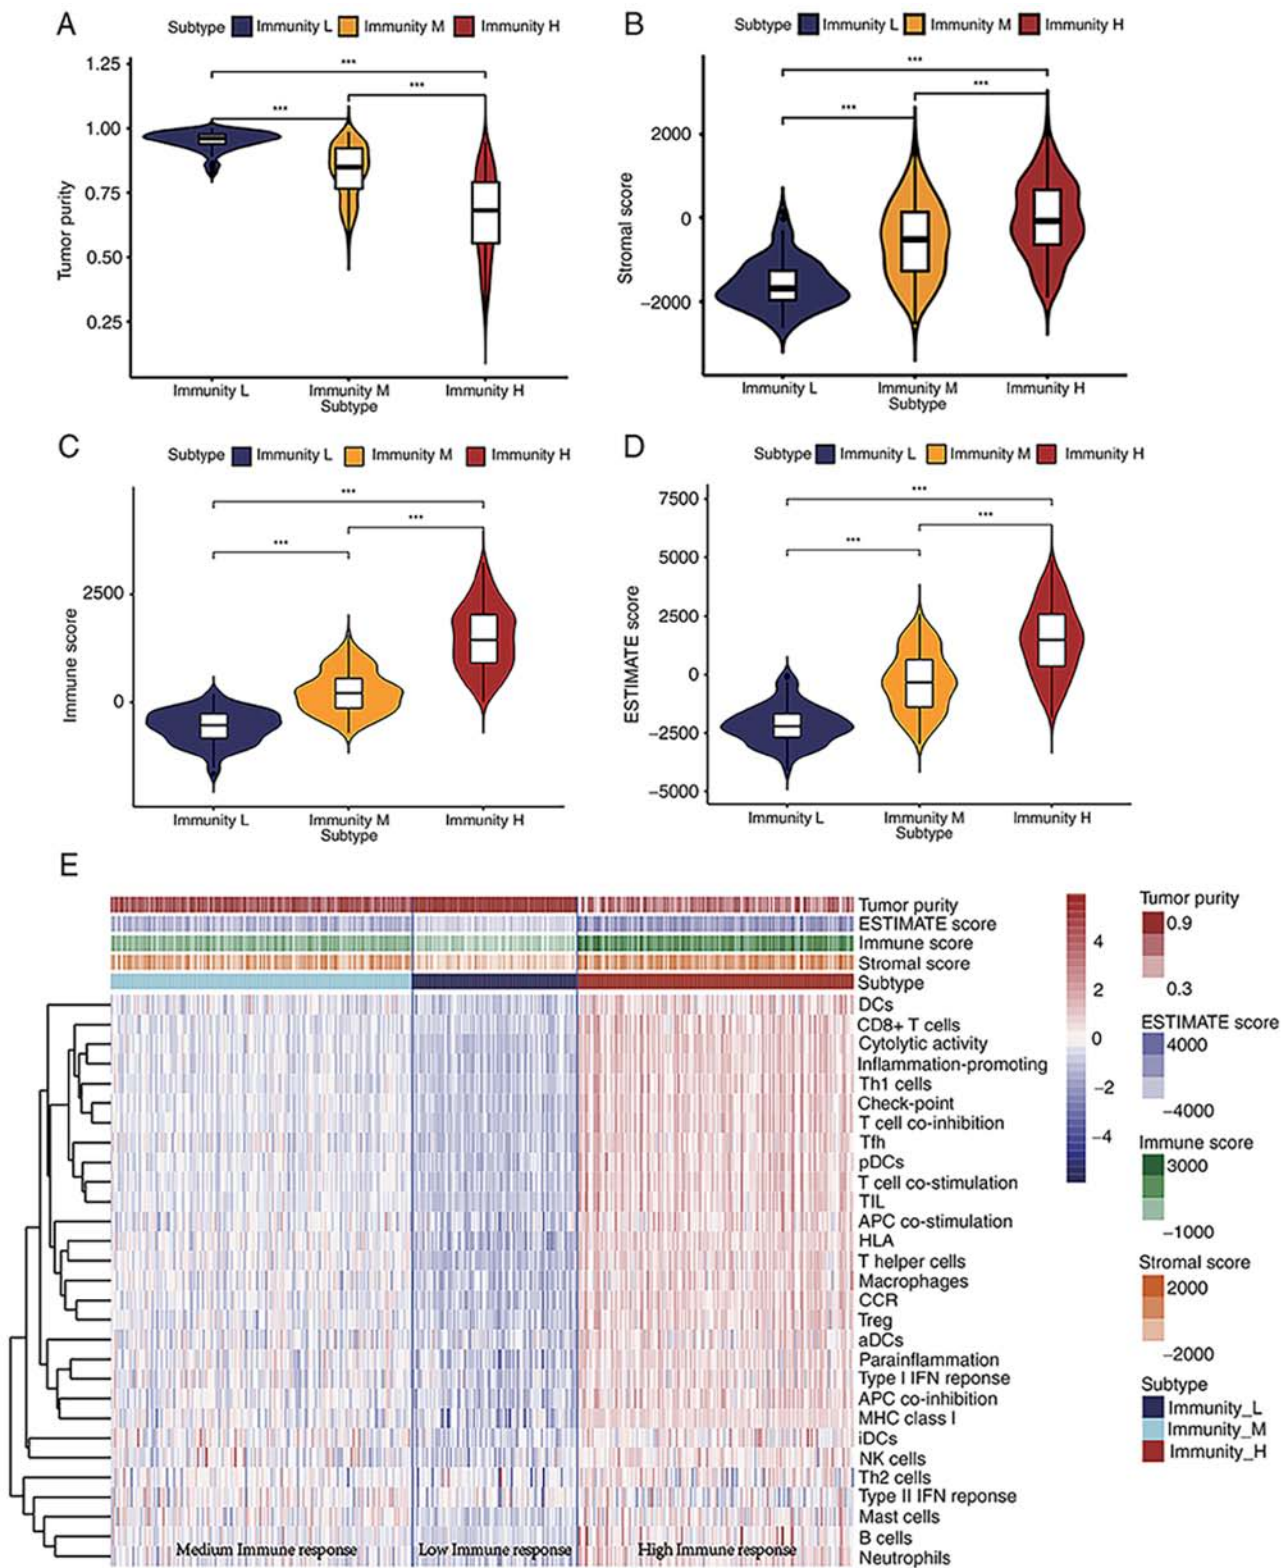 A
Subtype Immunity L Immunity M Immunity H
***
***
***
1.25
1.00
0.75
0.50
0.25
Tumor purity
Immunity L Immunity M Immunity H
Subtype
B
Subtype Immunity L Immunity M Immunity H
***
***
***
2000
0
−2000
Stromal score
Immunity L Immunity M Immunity H
Subtype
C
Subtype Immunity L Immunity M Immunity H
***
***
***
2500
0
Immune score
Immunity L Immunity M Immunity H
Subtype
D
Subtype Immunity L Immunity M Immunity H
***
***
***
7500
5000
2500
0
−2500
−5000
ESTIMATE score
Immunity L Immunity M Immunity H
Subtype
E
Tumor purity
ESTIMATE score
Immune score
Stromal score
Subtype
DCs
CD8+ T cells
Cytolytic activity
Inflammation-promoting
Th1 cells
Check-point
T cell co-inhibition
Tfh
pDCs
T cell co-stimulation
TIL
APC co-stimulation
HLA
T helper cells
Macrophages
CCR
Treg
aDCs
Parainflammation
Type I IFN reponse
APC co-inhibition
MHC class I
iDCs
NK cells
Th2 cells
Type II IFN reponse
Mast cells
B cells
Neutrophils
Medium Immune response Low Immune response High Immune response
4
2
0
−2
−4
Tumor purity
0.9
0.3
ESTIMATE score
4000
−4000
Immune score
3000
−1000
Stromal score
2000
−2000
Subtype
Immunity_L
Immunity_M
Immunity_H